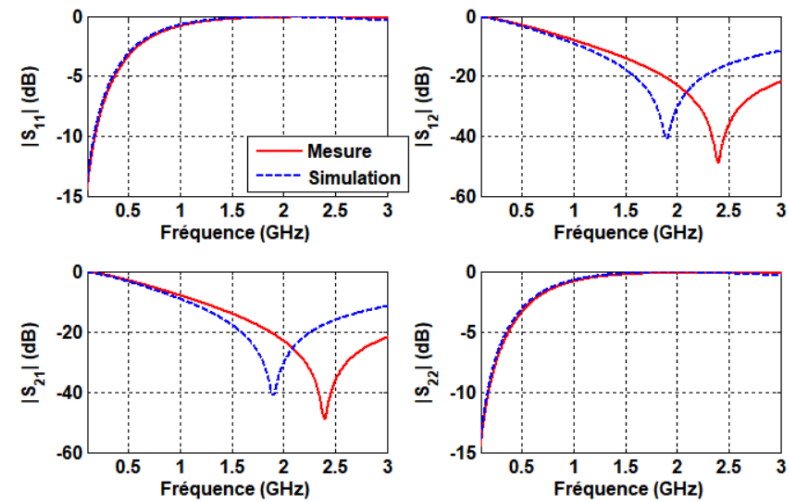 |S11| (dB)
0
-5
-10
-15
0.5 1 1.5 2 2.5 3
Fréquence (GHz)
Mesure
Simulation
|S12| (dB)
0
-20
-40
-60
0.5 1 1.5 2 2.5 3
Fréquence (GHz)
|S21| (dB)
0
-20
-40
-60
0.5 1 1.5 2 2.5 3
Fréquence (GHz)
|S22| (dB)
0
-5
-10
-15
0.5 1 1.5 2 2.5 3
Fréquence (GHz)